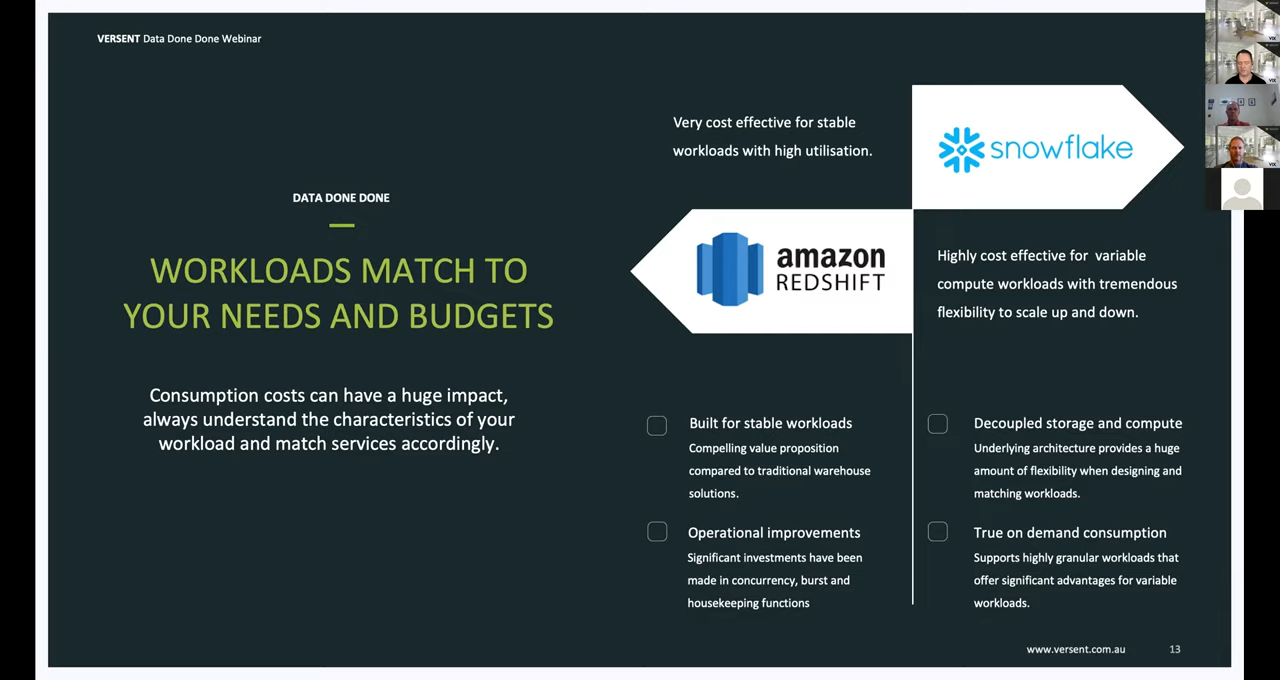 VERSENT Data Done Done Webinar
DATA DONE DONE
WORKLOADS MATCH TO
YOUR NEEDS AND BUDGETS
Consumption costs can have a huge impact,
always understand the characteristics of your
workload and match services accordingly.
Very cost effective for stable
workloads with high utilisation.
snowflake
amazon
REDSHIFT
Highly cost effective for variable
compute workloads with tremendous
flexibility to scale up and down.
Built for stable workloads
Compelling value proposition
compared to traditional warehouse
solutions.
Operational improvements
Significant investments have been
made in concurrency, burst and
housekeeping functions
Decoupled storage and compute
Underlying architecture provides a huge
amount of flexibility when designing and
matching workloads.
True on demand consumption
Supports highly granular workloads that
offer significant advantages for variable
workloads.
www.versent.com.au
13